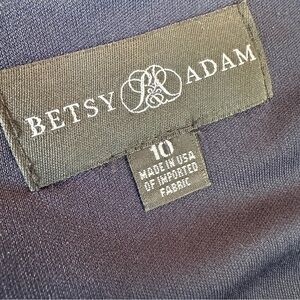 BETSY ADAM
10
MADE IN USA
OF IMPORTED
FABRIC